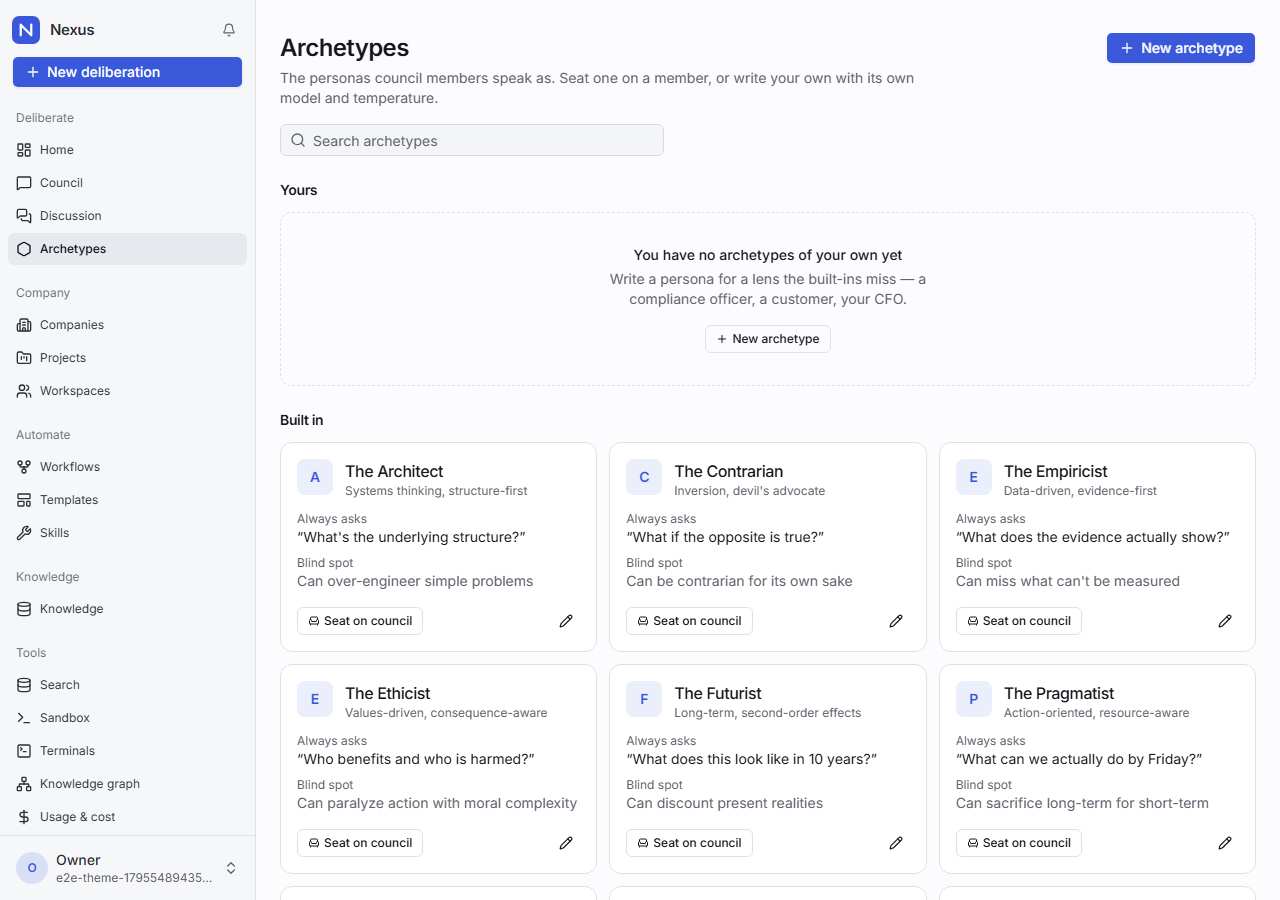 Nexus
New deliberation
Deliberate
Home
Council
Discussion
Archetypes
Company
Companies
Projects
Workspaces
Automate
Workflows
Templates
Skills
Knowledge
Knowledge
Tools
Search
Sandbox
Terminals
Knowledge graph
Usage & cost
O
Owner
e2e-theme-17955489435...
Archetypes
New archetype
The personas council members speak as. Seat one on a member, or write your own with its own
model and temperature.
Search archetypes
Yours
You have no archetypes of your own yet
Write a persona for a lens the built-ins miss — a
compliance officer, a customer, your CFO.
New archetype
Built in
A
The Architect
Systems thinking, structure-first
Always asks
“What's the underlying structure?”
Blind spot
Can over-engineer simple problems
Seat on council
C
The Contrarian
Inversion, devil's advocate
Always asks
“What if the opposite is true?”
Blind spot
Can be contrarian for its own sake
Seat on council
E
The Empiricist
Data-driven, evidence-first
Always asks
“What does the evidence actually show?”
Blind spot
Can miss what can't be measured
Seat on council
E
The Ethicist
Values-driven, consequence-aware
Always asks
“Who benefits and who is harmed?”
Blind spot
Can paralyze action with moral complexity
Seat on council
F
The Futurist
Long-term, second-order effects
Always asks
“What does this look like in 10 years?”
Blind spot
Can discount present realities
Seat on council
P
The Pragmatist
Action-oriented, resource-aware
Always asks
“What can we actually do by Friday?”
Blind spot
Can sacrifice long-term for short-term
Seat on council